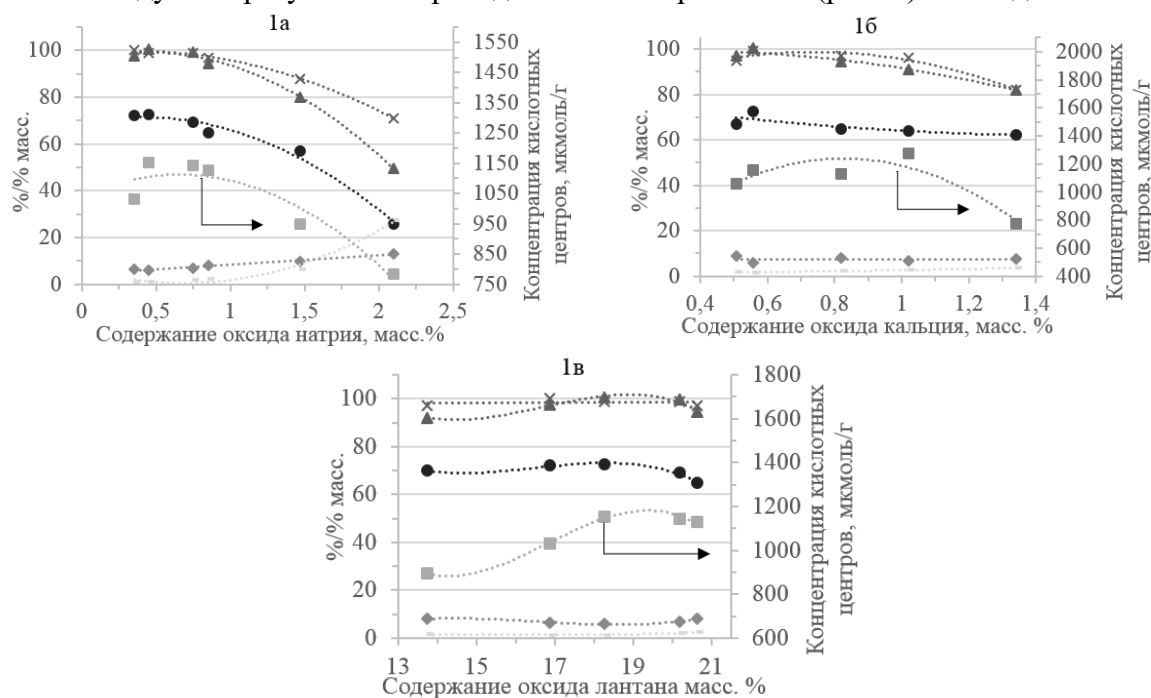 1а
%/% масс.
100
80
60
40
20
0
1550
1450
1350
1250
1150
1050
950
850
750
Концентрация кислотных
центров, мкмоль/г
0 0,5 1 1,5 2 2,5
Содержание оксида натрия, масс.%
1б
%/% масс.
100
80
60
40
20
0
2000
1800
1600
1400
1200
1000
800
600
400
Концентрация кислотных
центров, мкмоль/г
0,4 0,6 0,8 1 1,2 1,4
Содержание оксида кальция, масс. %
1в
%/% масс.
100
80
60
40
20
0
1800
1600
1400
1200
1000
800
600
Концентрация кислотных
центров, мкмоль/г
13 15 17 19 21
Содержание оксида лантана масс. %